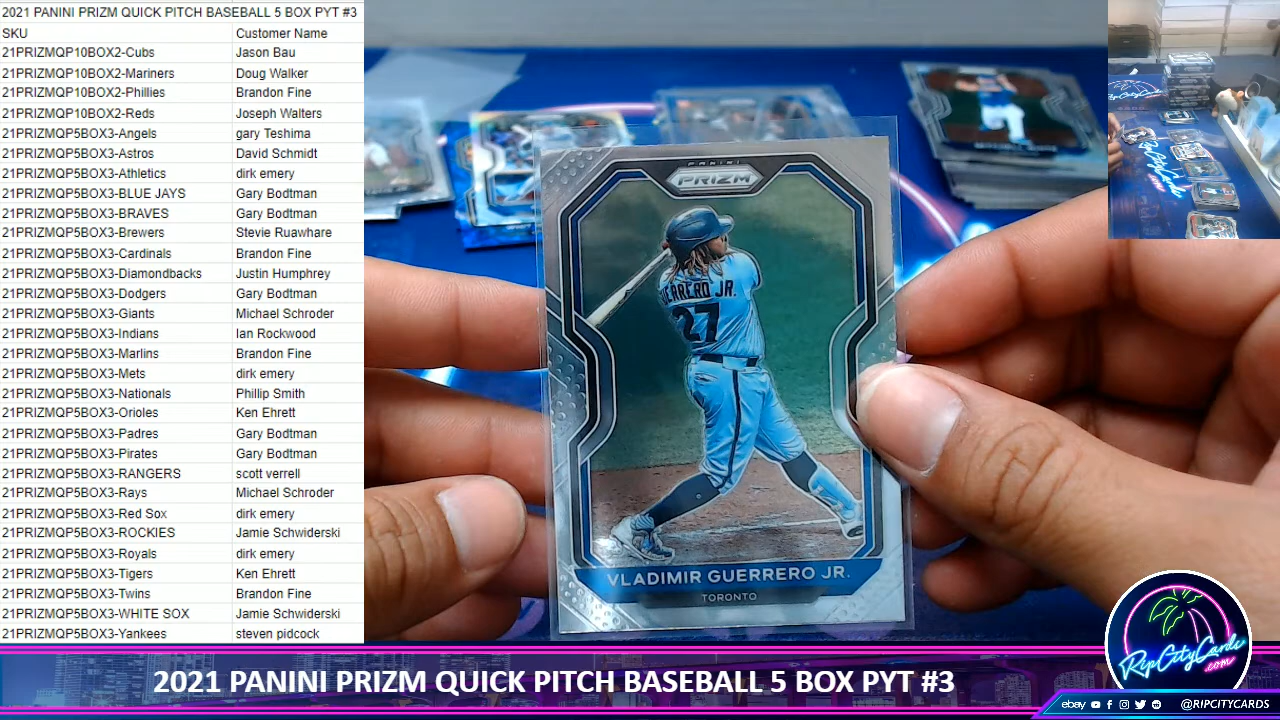 2021 PANINI PRIZM QUICK PITCH BASEBALL 5 BOX PYT #3
SKU Customer Name
21PRIZMQP10BOX2-Cubs Jason Bau
21PRIZMQP10BOX2-Mariners Doug Walker
21PRIZMQP10BOX2-Phillies Brandon Fine
21PRIZMQP10BOX2-Reds Joseph Walters
21PRIZMQP5BOX3-Angels gary Teshima
21PRIZMQP5BOX3-Astros David Schmidt
21PRIZMQP5BOX3-Athletics dirk emery
21PRIZMQP5BOX3-BLUE JAYS Gary Bodtman
21PRIZMQP5BOX3-BRAVES Gary Bodtman
21PRIZMQP5BOX3-Brewers Stevie Ruawhare
21PRIZMQP5BOX3-Cardinals Brandon Fine
21PRIZMQP5BOX3-Diamondbacks Justin Humphrey
21PRIZMQP5BOX3-Dodgers Gary Bodtman
21PRIZMQP5BOX3-Giants Michael Schroder
21PRIZMQP5BOX3-Indians Ian Rockwood
21PRIZMQP5BOX3-Marlins Brandon Fine
21PRIZMQP5BOX3-Mets dirk emery
21PRIZMQP5BOX3-Nationals Phillip Smith
21PRIZMQP5BOX3-Orioles Ken Ehrett
21PRIZMQP5BOX3-Padres Gary Bodtman
21PRIZMQP5BOX3-Pirates Gary Bodtman
21PRIZMQP5BOX3-RANGERS scott verrell
21PRIZMQP5BOX3-Rays Michael Schroder
21PRIZMQP5BOX3-Red Sox dirk emery
21PRIZMQP5BOX3-ROCKIES Jamie Schwiderski
21PRIZMQP5BOX3-Royals dirk emery
21PRIZMQP5BOX3-Tigers Ken Ehrett
21PRIZMQP5BOX3-Twins Brandon Fine
21PRIZMQP5BOX3-WHITE SOX Jamie Schwiderski
21PRIZMQP5BOX3-Yankees steven pidcock
PANINI
PRIZM
GUERRERO JR.
27
VLADIMIR GUERRERO JR.
TORONTO
RipCityCards
.com
2021 PANINI PRIZM QUICK PITCH BASEBALL 5 BOX PYT #3
ebay @RIPCITYCARDS